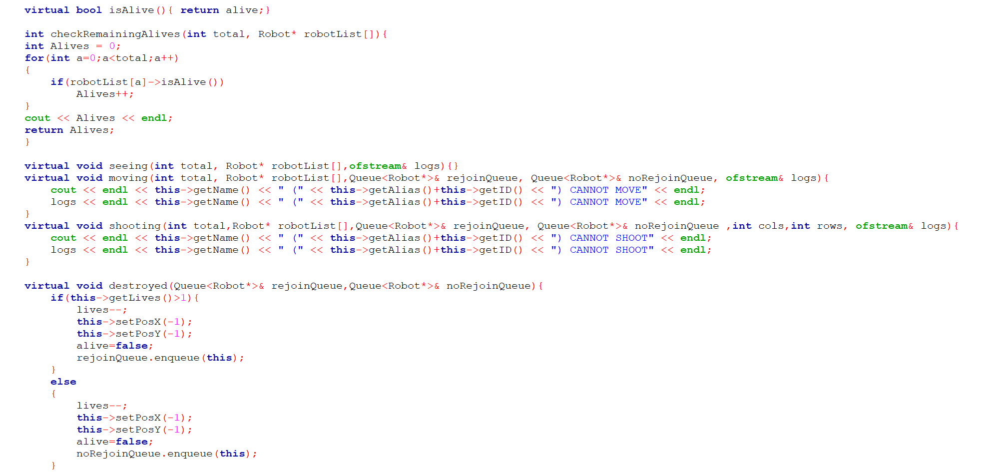 virtual bool isAlive(){ return alive;}

int checkRemainingAlives(int total, Robot* robotList[]){
int Alives = 0;
for(int a=0;a<total;a++)
{
    if(robotList[a]->isAlive())
        Alives++;
}
cout << Alives << endl;
return Alives;
}

virtual void seeing(int total, Robot* robotList[],ofstream& logs){}
virtual void moving(int total, Robot* robotList[],Queue<Robot*>& rejoinQueue, Queue<Robot*>& noRejoinQueue, ofstream& logs){
    cout << endl << this->getName() << " (" << this->getAlias()+this->getID() << ") CANNOT MOVE" << endl;
    logs << endl << this->getName() << " (" << this->getAlias()+this->getID() << ") CANNOT MOVE" << endl;
}
virtual void shooting(int total,Robot* robotList[],Queue<Robot*>& rejoinQueue, Queue<Robot*>& noRejoinQueue ,int cols,int rows, ofstream& logs){
    cout << endl << this->getName() << " (" << this->getAlias()+this->getID() << ") CANNOT SHOOT" << endl;
    logs << endl << this->getName() << " (" << this->getAlias()+this->getID() << ") CANNOT SHOOT" << endl;
}

virtual void destroyed(Queue<Robot*>& rejoinQueue,Queue<Robot*>& noRejoinQueue){
    if(this->getLives()>1){
        lives--;
        this->setPosX(-1);
        this->setPosY(-1);
        alive=false;
        rejoinQueue.enqueue(this);
    }
    else
    {
        lives--;
        this->setPosX(-1);
        this->setPosY(-1);
        alive=false;
        noRejoinQueue.enqueue(this);
    }